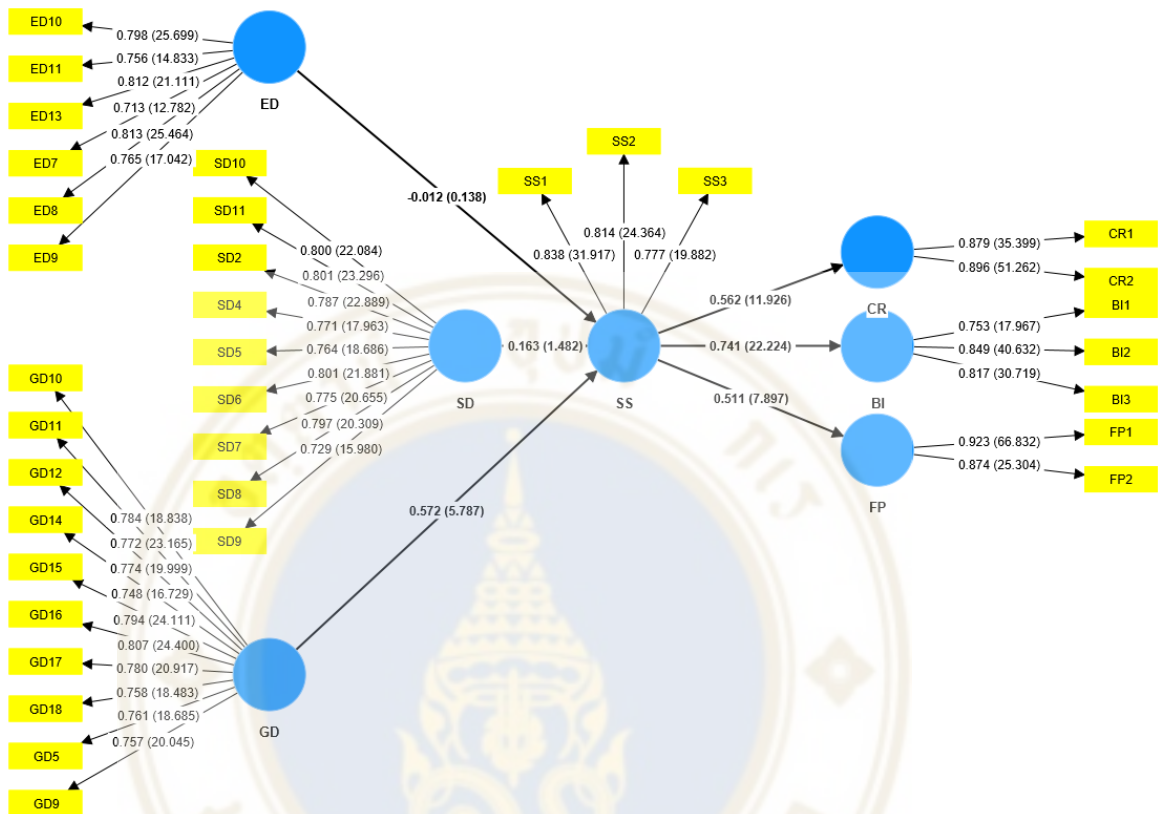 ED10
ED11
ED13
ED7
ED8
ED9
0.798 (25.699)
0.756 (14.833)
0.812 (21.111)
0.713 (12.782)
0.813 (25.464)
0.765 (17.042)
ED
-0.012 (0.138)
SD10
SD11
SD2
SD4
SD5
SD6
SD7
SD8
SD9
0.800 (22.084)
0.801 (23.296)
0.787 (22.889)
0.771 (17.963)
0.764 (18.686)
0.801 (21.881)
0.775 (20.655)
0.797 (20.309)
0.729 (15.980)
SD
0.163 (1.482)
GD10
GD11
GD12
GD14
GD15
GD16
GD17
GD18
GD5
GD9
0.784 (18.838)
0.772 (23.165)
0.774 (19.999)
0.748 (16.729)
0.794 (24.111)
0.807 (24.400)
0.780 (20.917)
0.758 (18.483)
0.761 (18.685)
0.757 (20.045)
GD
0.572 (5.787)
SS1
SS2
SS3
0.838 (31.917)
0.814 (24.364)
0.777 (19.882)
SS
0.562 (11.926)
0.741 (22.224)
0.511 (7.897)
CR
0.879 (35.399)
0.896 (51.262)
CR1
CR2
BI
0.753 (17.967)
0.849 (40.632)
0.817 (30.719)
BI1
BI2
BI3
FP
0.923 (66.832)
0.874 (25.304)
FP1
FP2